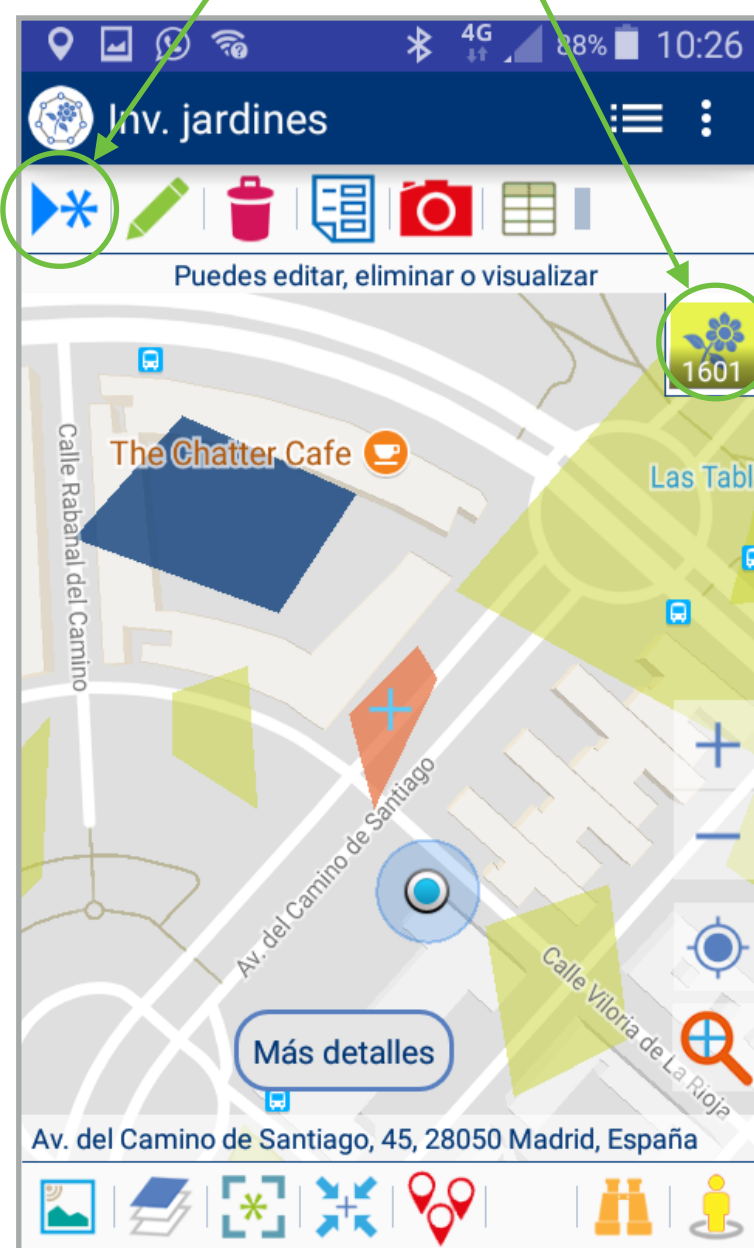 4G
88%
10:26
Inv. jardines
Puedes editar, eliminar o visualizar
1601
The Chatter Cafe
Las Tabl
Calle Rabanal del Camino
Av. del Camino de Santiago
Calle Viloria de La Rioja
Más detalles
Av. del Camino de Santiago, 45, 28050 Madrid, España